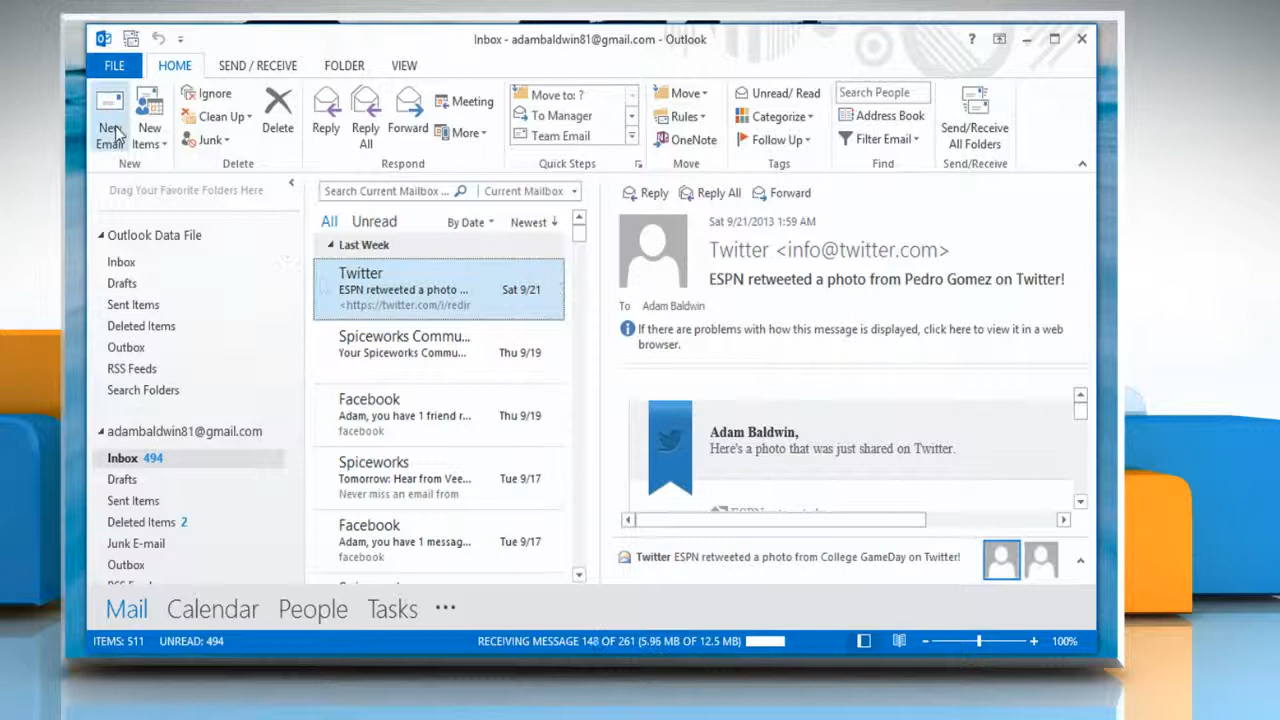 Inbox - adambaldwin81@gmail.com - Outlook
FILE HOME SEND / RECEIVE FOLDER VIEW
New Email
New Items
New
Ignore
Clean Up
Junk
Delete
Delete
Reply
Reply All
Forward
Meeting
More
Respond
Move to: ?
To Manager
Team Email
Quick Steps
Move
Rules
OneNote
Move
Unread/ Read
Categorize
Follow Up
Tags
Search People
Address Book
Filter Email
Find
Send/Receive All Folders
Send/Receive
Drag Your Favorite Folders Here
Outlook Data File
Inbox
Drafts
Sent Items
Deleted Items
Outbox
RSS Feeds
Search Folders
adambaldwin81@gmail.com
Inbox 494
Drafts
Sent Items
Deleted Items 2
Junk E-mail
Outbox
RSS Feeds
Search Current Mailbox ... Current Mailbox
All Unread By Date Newest
Last Week
Twitter
ESPN retweeted a photo ... Sat 9/21
<https://twitter.com/i/redir
Spiceworks Commu...
Your Spiceworks Commu... Thu 9/19
Facebook
Adam, you have 1 friend r... Thu 9/19
facebook
Spiceworks
Tomorrow: Hear from Vee... Tue 9/17
Never miss an email from
Facebook
Adam, you have 1 messag... Tue 9/17
facebook
Reply Reply All Forward
Sat 9/21/2013 1:59 AM
Twitter <info@twitter.com>
ESPN retweeted a photo from Pedro Gomez on Twitter!
To Adam Baldwin
If there are problems with how this message is displayed, click here to view it in a web
browser.
Adam Baldwin,
Here's a photo that was just shared on Twitter.
Twitter ESPN retweeted a photo from College GameDay on Twitter!
Mail Calendar People Tasks ...
ITEMS: 511 UNREAD: 494 RECEIVING MESSAGE 148 OF 261 (5.96 MB OF 12.5 MB) 100%